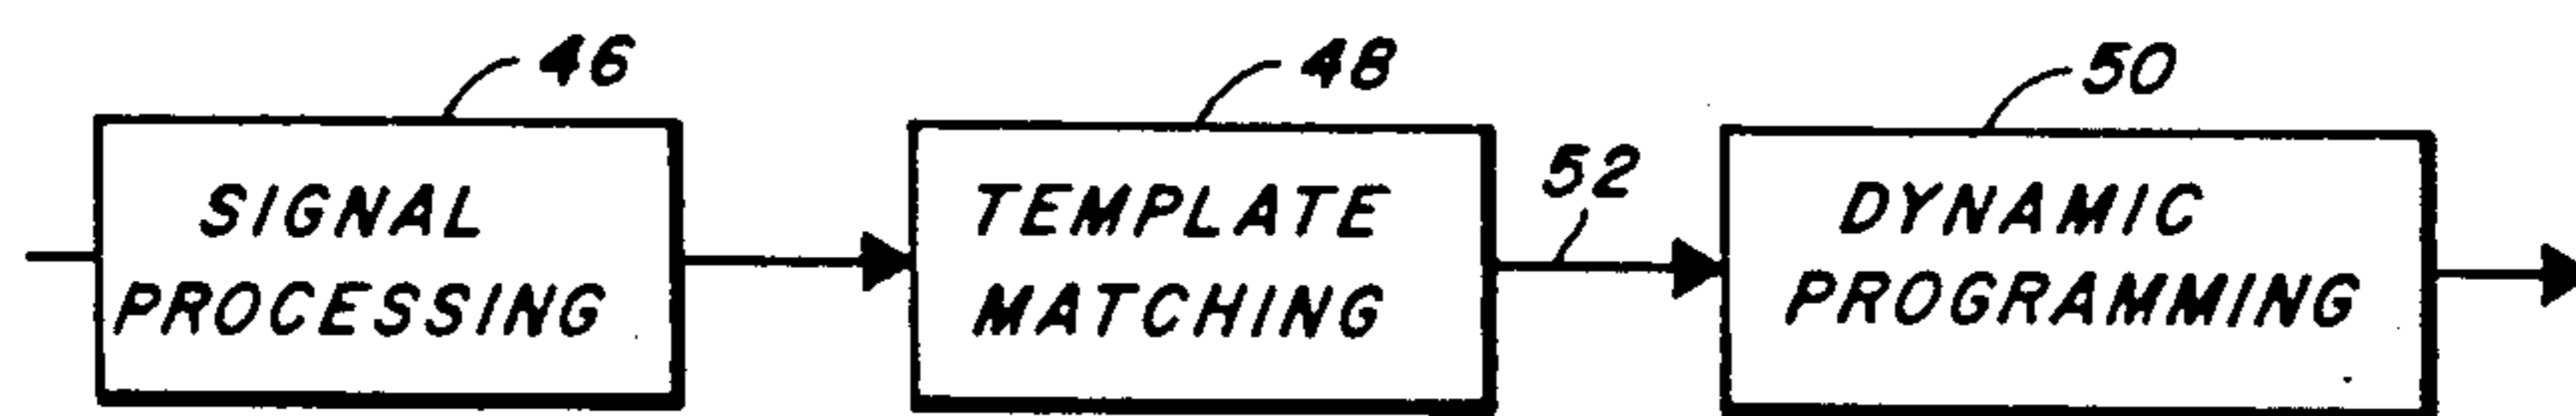 46
48
50
52
SIGNAL
PROCESSING
TEMPLATE
MATCHING
DYNAMIC
PROGRAMMING